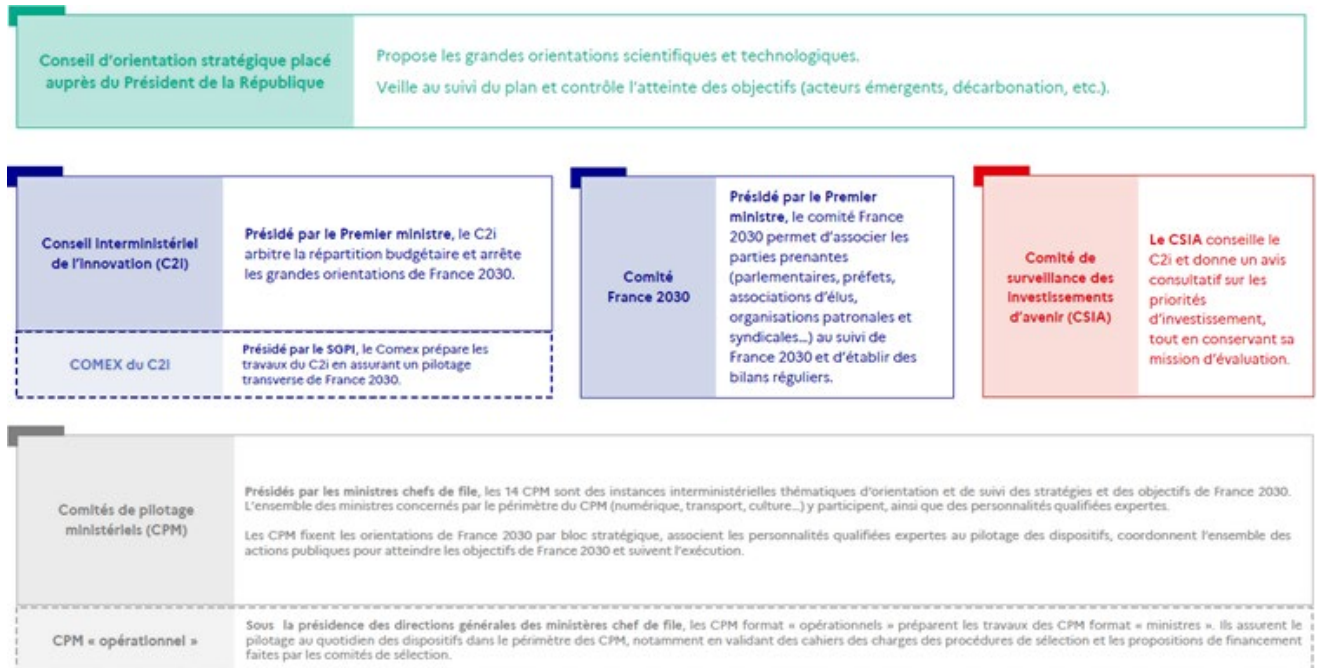 Conseil d'orientation stratégique placé
auprès du Président de la République
Propose les grandes orientations scientifiques et technologiques.
Veille au suivi du plan et contrôle l'atteinte des objectifs (acteurs émergents, décarbonation, etc.).
Conseil Interministériel
de l'Innovation (C2I)
Présidé par le Premier ministre, le C2i
arbitre la répartition budgétaire et arrête
les grandes orientations de France 2030.
COMEX du C2I
Présidé par le SGPI, le Comex prépare les
travaux du C2i en assurant un pilotage
transverse de France 2030.
Comité
France 2030
Présidé par le Premier
ministre, le comité France
2030 permet d'associer les
parties prenantes
(parlementaires, préfets,
associations d'élus,
organisations patronales et
syndicales...) au suivi de
France 2030 et d'établir des
bilans réguliers.
Comité de
surveillance des
Investissements
d'avenir (CSIA)
Le CSIA conseille le
C2i et donne un avis
consultatif sur les
priorités
d'investissement,
tout en conservant sa
mission d'évaluation.
Comités de pilotage
ministériels (CPM)
Présidés par les ministres chefs de file, les 14 CPM sont des instances interministérielles thématiques d'orientation et de suivi des stratégies et des objectifs de France 2030.
L'ensemble des ministres concernés par le périmètre du CPM (numérique, transport, culture...) y participent, ainsi que des personnalités qualifiées expertes.
Les CPM fixent les orientations de France 2030 par bloc stratégique, associent les personnalités qualifiées expertes au pilotage des dispositifs, coordonnent l'ensemble des
actions publiques pour atteindre les objectifs de France 2030 et suivent l'exécution.
CPM « opérationnel »
Sous la présidence des directions générales des ministères chef de file, les CPM format « opérationnels » préparent les travaux des CPM format « ministres ». Ils assurent le
pilotage au quotidien des dispositifs dans le périmètre des CPM, notamment en validant des cahiers des charges des procédures de sélection et les propositions de financement
faites par les comités de sélection.